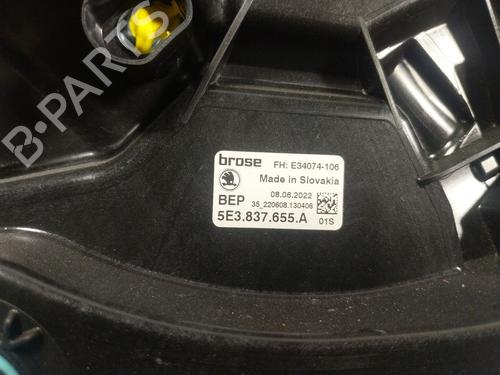 B-PARTS
brose FH: E34074-106
Made in Slovakia
08.06.2022
BEP 35_220608.130406
5E3.837.655.A 01S